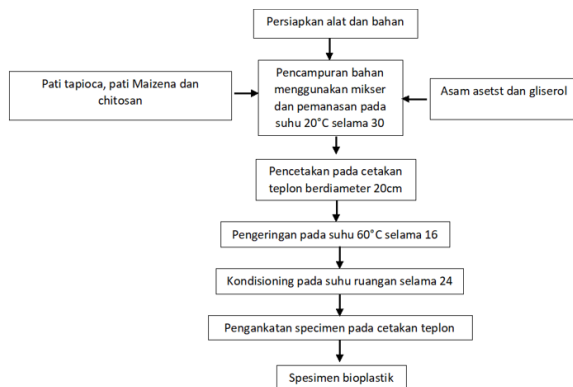 Persiapkan alat dan bahan
Pati tapioca, pati Maizena dan
chitosan
Pencampuran bahan
menggunakan mikser
dan pemanasan pada
suhu 20°C selama 30
Asam asetst dan gliserol
Pencetakan pada cetakan
teplon berdiameter 20cm
Pengeringan pada suhu 60°C selama 16
Kondisioning pada suhu ruangan selama 24
Pengankatan specimen pada cetakan teplon
Spesimen bioplastik